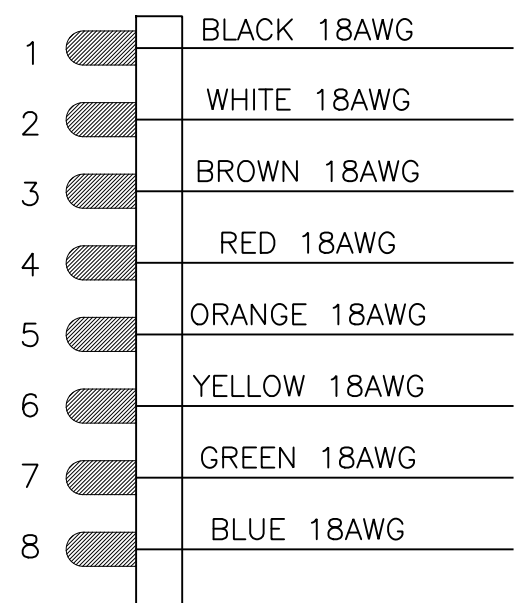 1 BLACK 18AWG
2 WHITE 18AWG
3 BROWN 18AWG
4 RED 18AWG
5 ORANGE 18AWG
6 YELLOW 18AWG
7 GREEN 18AWG
8 BLUE 18AWG